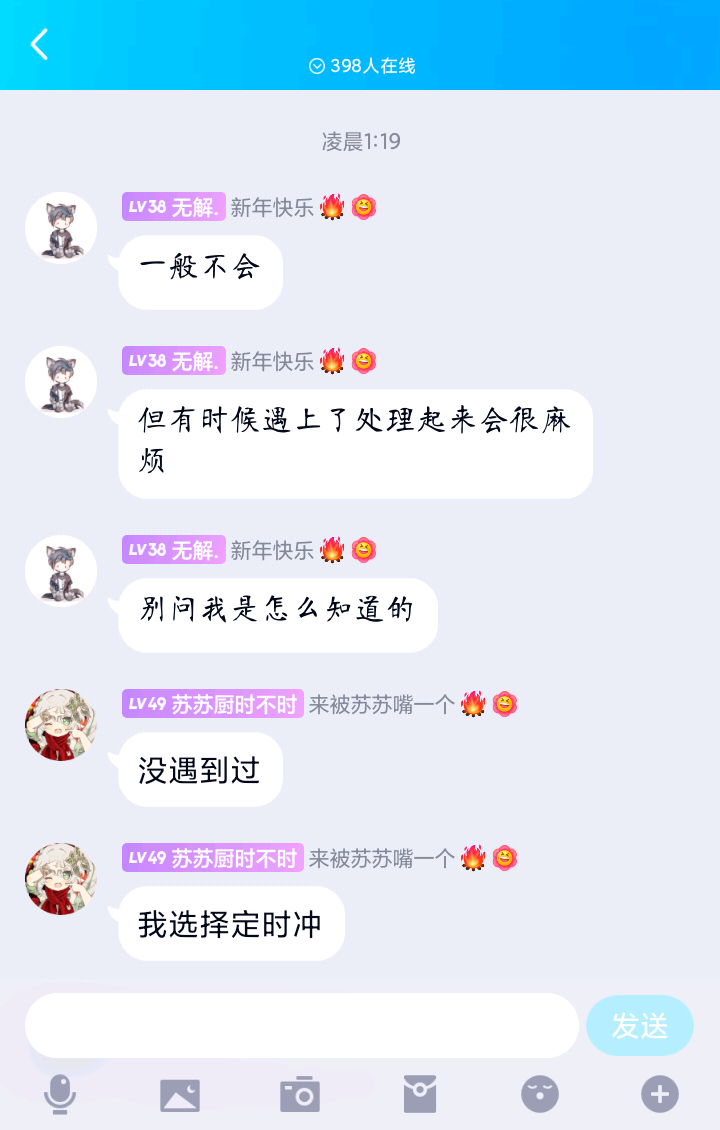 398人在线
凌晨1:19
LV38 无解. 新年快乐
一般不会
LV38 无解. 新年快乐
但有时候遇上了处理起来会很麻
烦
LV38 无解. 新年快乐
别问我是怎么知道的
LV49 苏苏厨时不时 来被苏苏嘴一个
没遇到过
LV49 苏苏厨时不时 来被苏苏嘴一个
我选择定时冲
发送